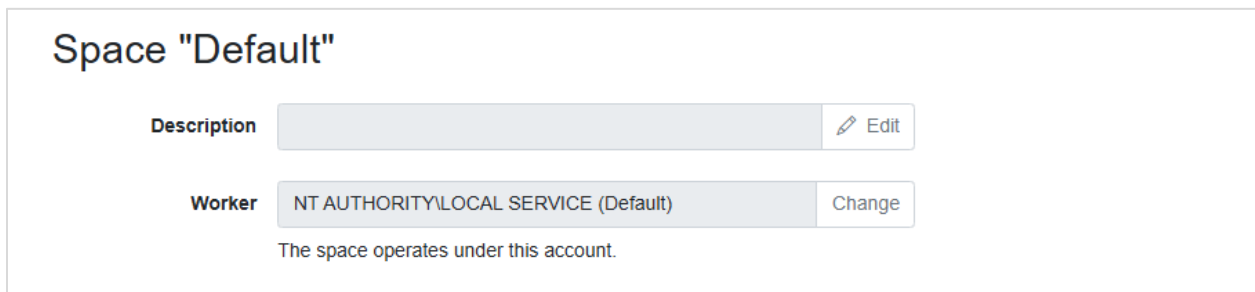 Space "Default"
Description
Edit
Worker NT AUTHORITY\LOCAL SERVICE (Default) Change
The space operates under this account.